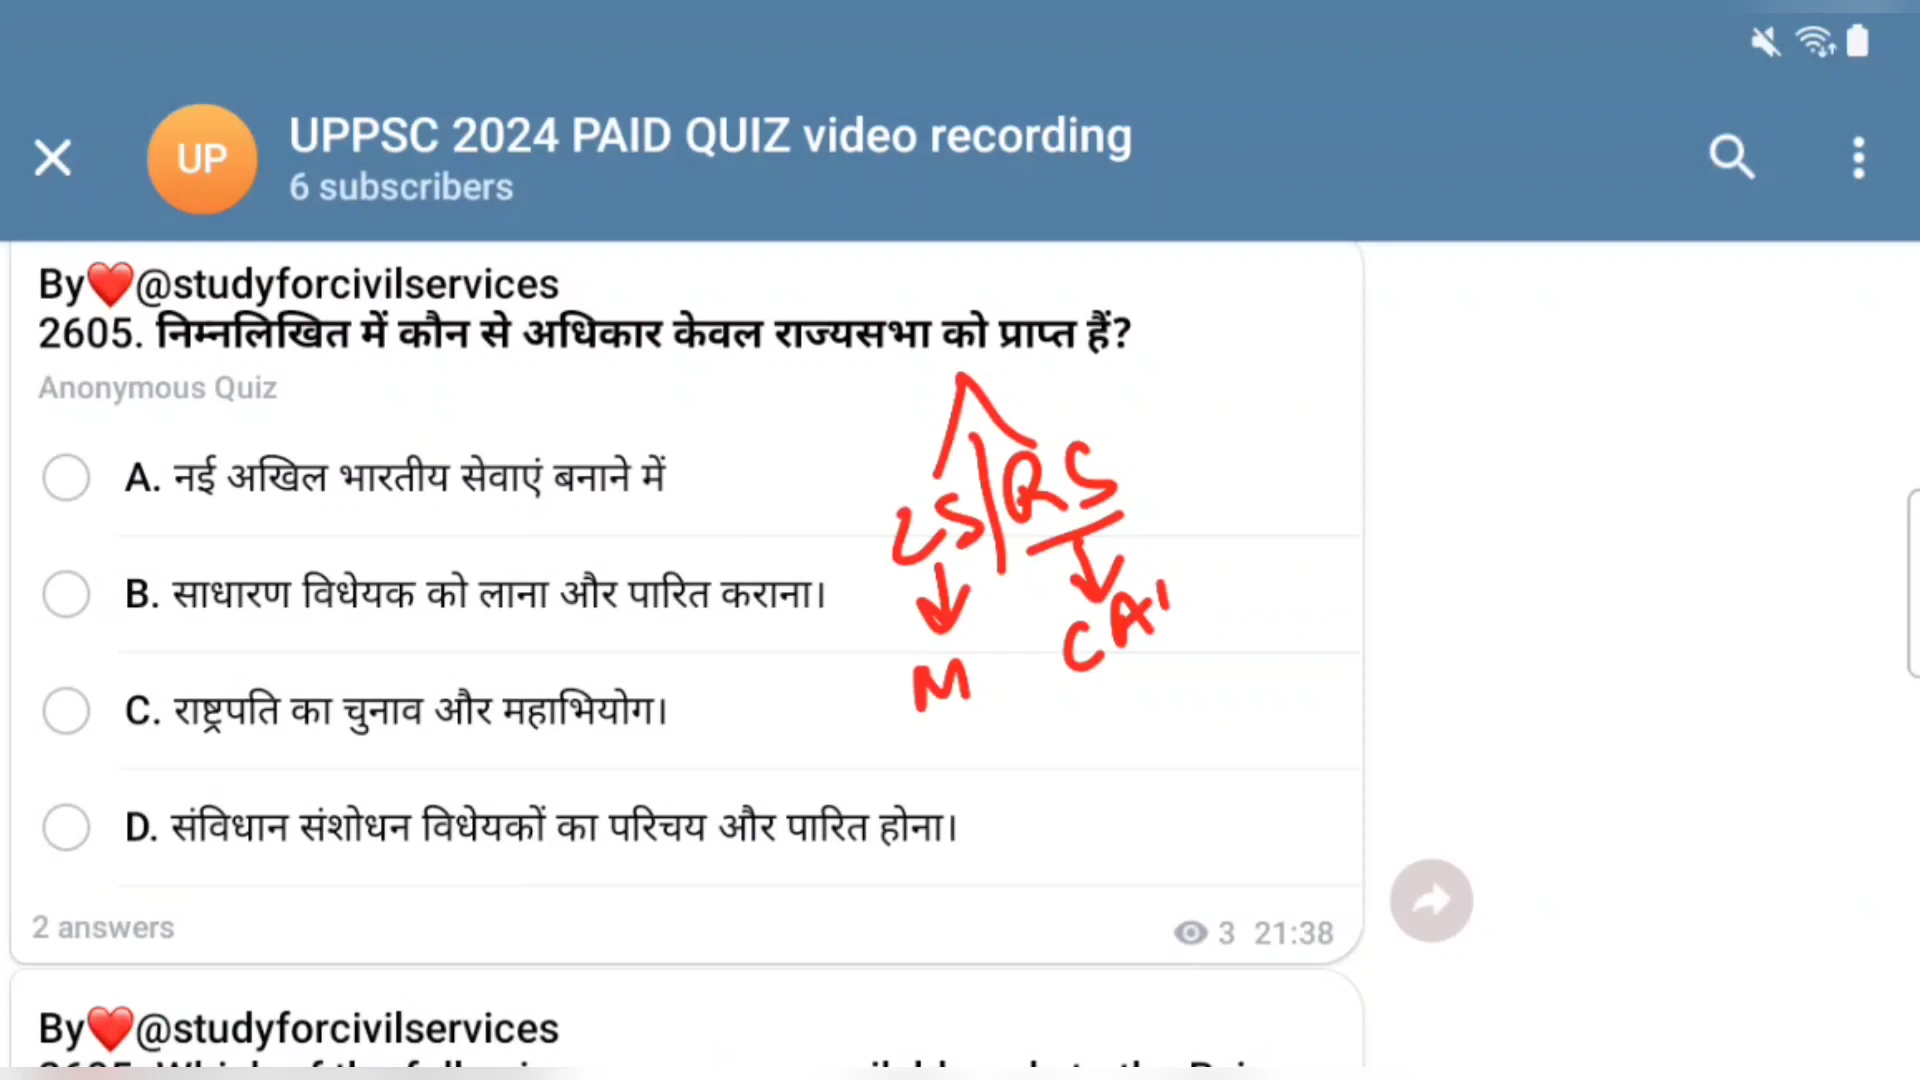 UP
UPPSC 2024 PAID QUIZ video recording
6 subscribers
By❤️@studyforcivilservices
2605. निम्नलिखित में कौन से अधिकार केवल राज्यसभा को प्राप्त हैं?
Anonymous Quiz
A. नई अखिल भारतीय सेवाएं बनाने में
LS RS
B. साधारण विधेयक को लाना और पारित कराना।
M
C. राष्ट्रपति का चुनाव और महाभियोग।
D. संविधान संशोधन विधेयकों का परिचय और पारित होना।
2 answers
3 21:38
By❤️@studyforcivilservices